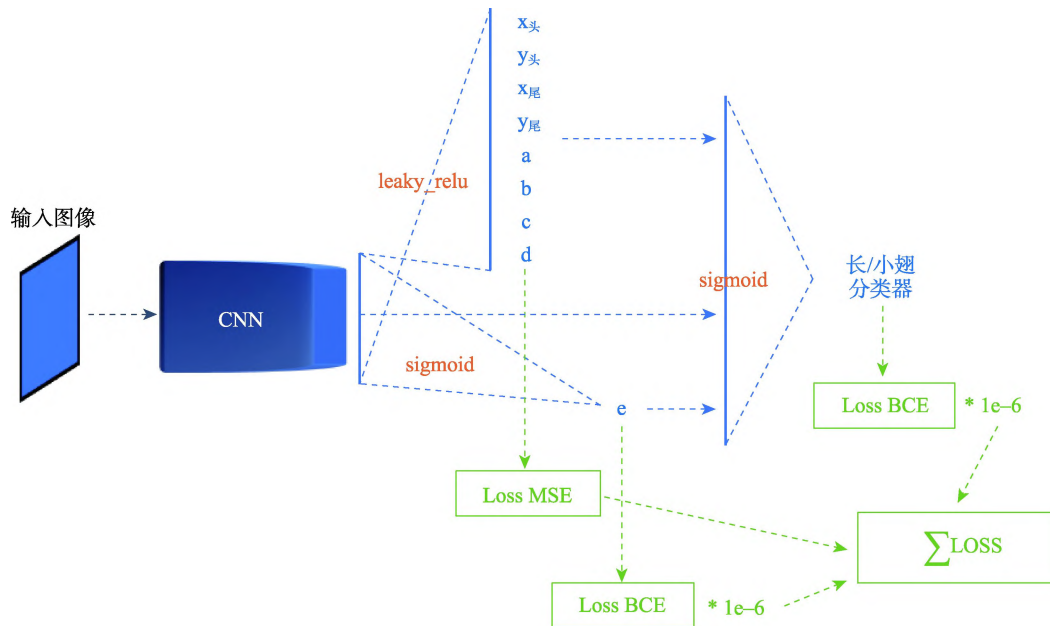 x头
y头
x尾
y尾
a
b
c
d
leaky_relu
输入图像
CNN
sigmoid
sigmoid
长/小翅
分类器
e
Loss BCE
* 1e–6
Loss MSE
∑LOSS
Loss BCE
* 1e–6